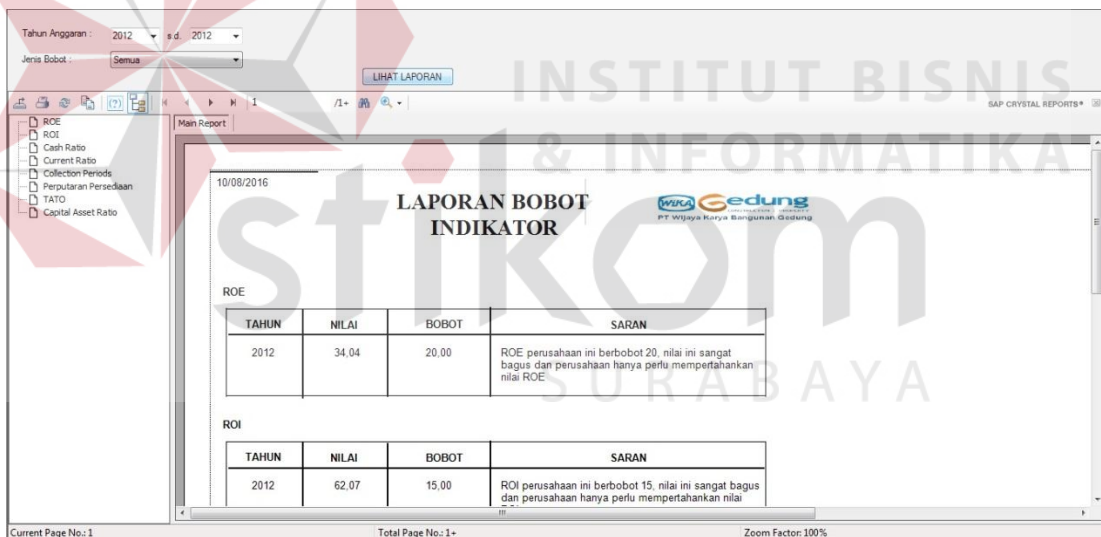 Tahun Anggaran : 2012 s.d. 2012
Jenis Bobot : Semua
LIHAT LAPORAN
INSTITUT BISNIS
& INFORMATIKA
stikom
SURABAYA
1 /1+
SAP CRYSTAL REPORTS®
ROE
ROI
Cash Ratio
Current Ratio
Collection Periods
Perputaran Persediaan
TATO
Capital Asset Ratio
Main Report
10/08/2016
LAPORAN BOBOT
INDIKATOR
WIKA Gedung
PT Wijaya Karya Bangunan Gedung
ROE
TAHUN NILAI BOBOT SARAN
2012 34,04 20,00 ROE perusahaan ini berbobot 20, nilai ini sangat
bagus dan perusahaan hanya perlu mempertahankan
nilai ROE
ROI
TAHUN NILAI BOBOT SARAN
2012 62,07 15,00 ROI perusahaan ini berbobot 15, nilai ini sangat bagus
dan perusahaan hanya perlu mempertahankan nilai
Current Page No.: 1 Total Page No.: 1+ Zoom Factor: 100%